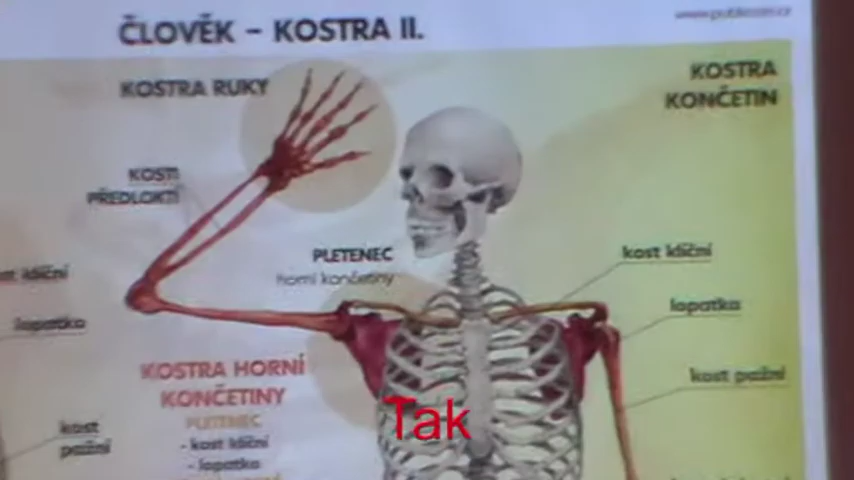 ČLOVĚK – KOSTRA II.
KOSTRA RUKY
KOSTRA
KONČETIN
KOSTI
PŘEDLOKTÍ
PLETENEC
horní končetiny
kost klíční
kost klíční
lopatka
lopatka
KOSTRA HORNÍ
KONČETINY
PLETENEC
- kost klíční
- lopatka
kost pažní
kost
pažní
Tak